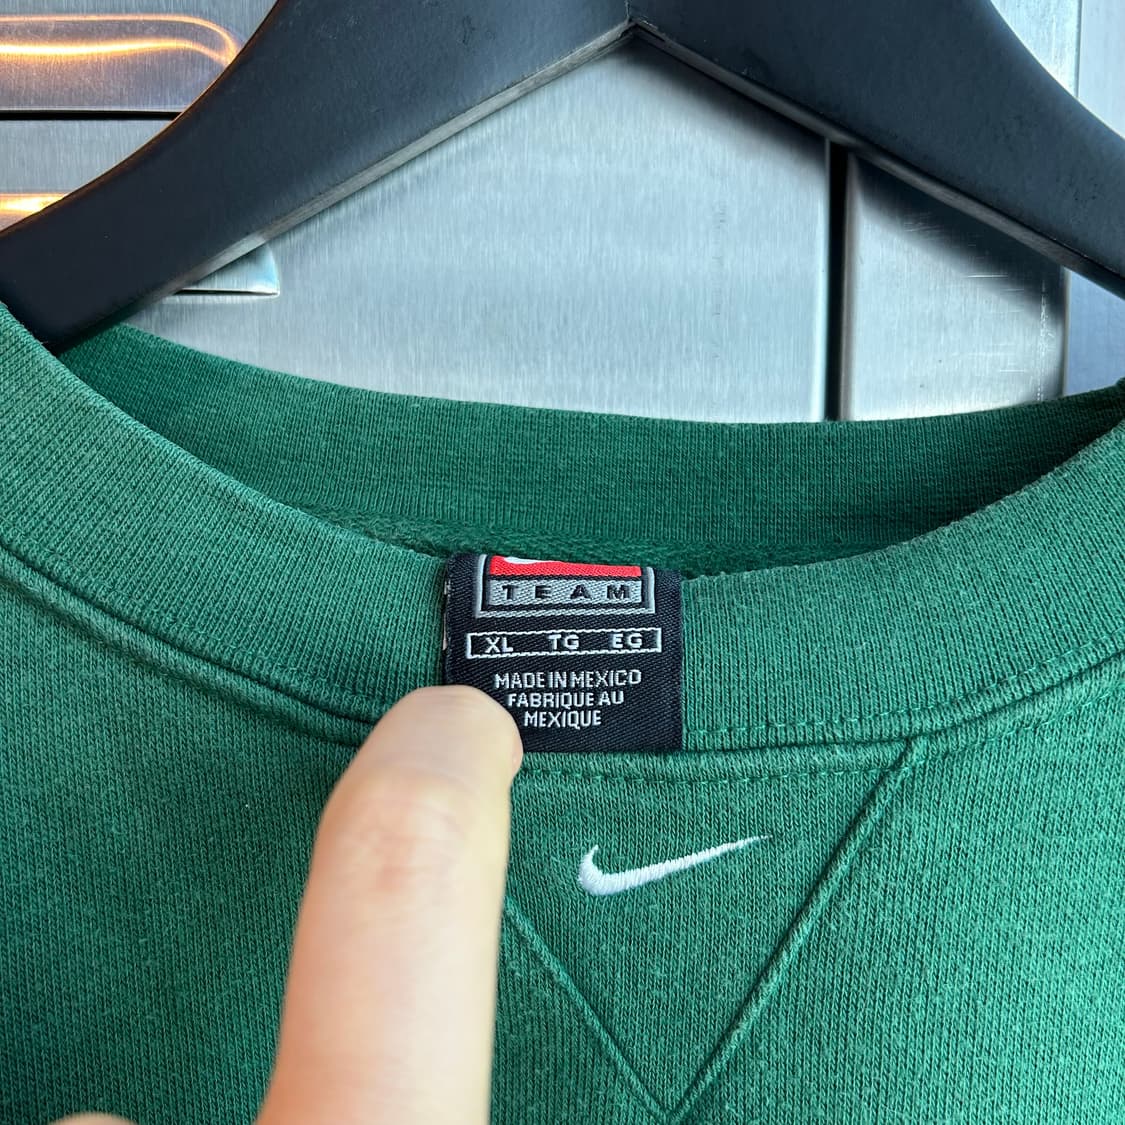 TEAM
XL TG EG
MADE IN MEXICO
FABRIQUE AU
MEXIQUE